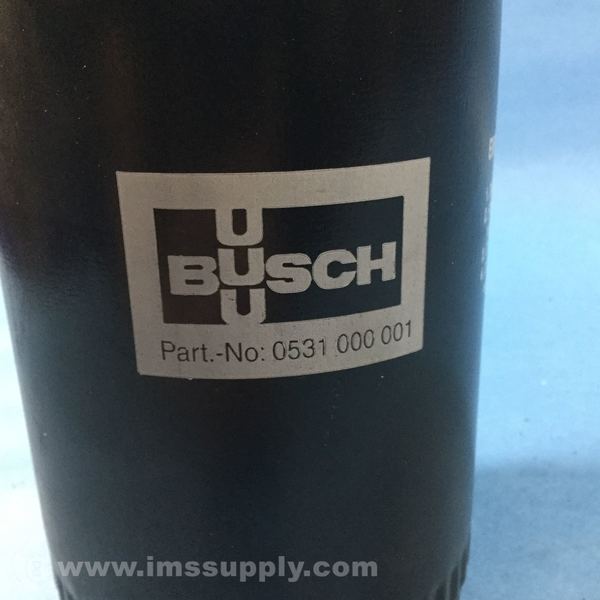 U
BUSCH
U
Part.-No: 0531 000 001
www.imssupply.com